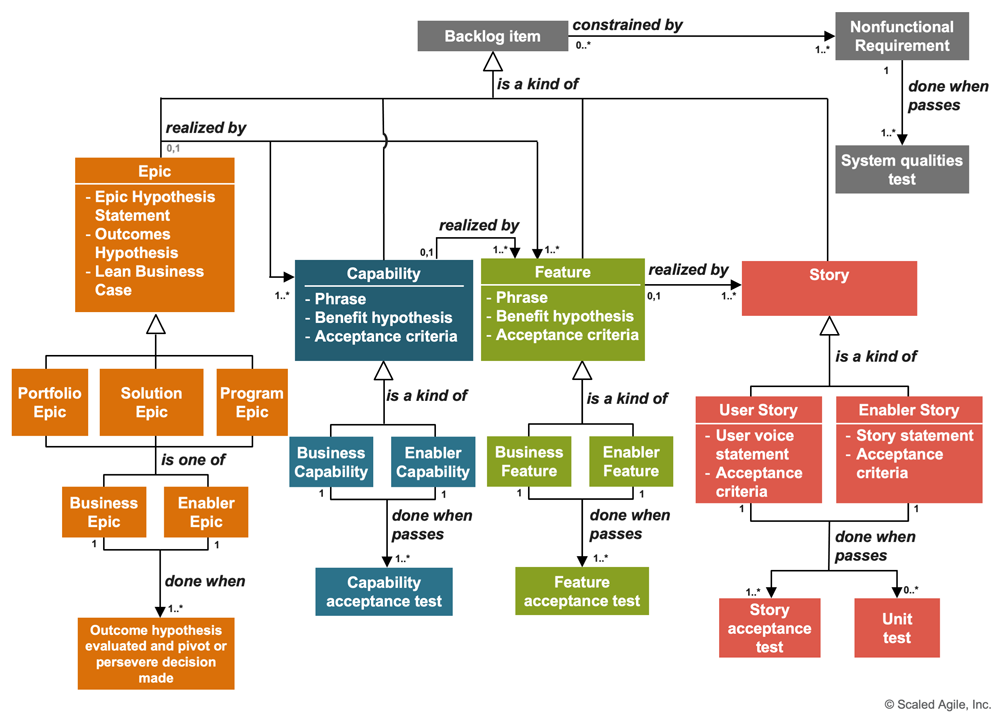 Backlog item
constrained by
0..*
1..*
Nonfunctional
Requirement
1
done when
passes
1..*
System qualities
test
is a kind of
realized by
0,1
Epic
- Epic Hypothesis
Statement
- Outcomes
Hypothesis
- Lean Business
Case
1..*
realized by
0,1
1..*
1..*
Capability
- Phrase
- Benefit hypothesis
- Acceptance criteria
Feature
- Phrase
- Benefit hypothesis
- Acceptance criteria
realized by
0,1
1..*
Story
Portfolio
Epic
Solution
Epic
Program
Epic
is one of
Business
Epic
Enabler
Epic
1
1
done when
1..*
Outcome hypothesis
evaluated and pivot or
persevere decision
made
is a kind of
Business
Capability
Enabler
Capability
1
1
done when
passes
1..*
Capability
acceptance test
is a kind of
Business
Feature
Enabler
Feature
1
1
done when
passes
1..*
Feature
acceptance test
is a kind of
User Story
- User voice
statement
- Acceptance
criteria
Enabler Story
- Story statement
- Acceptance
criteria
1
1
done when
passes
1..*
0..*
Story
acceptance
test
Unit
test
© Scaled Agile, Inc.